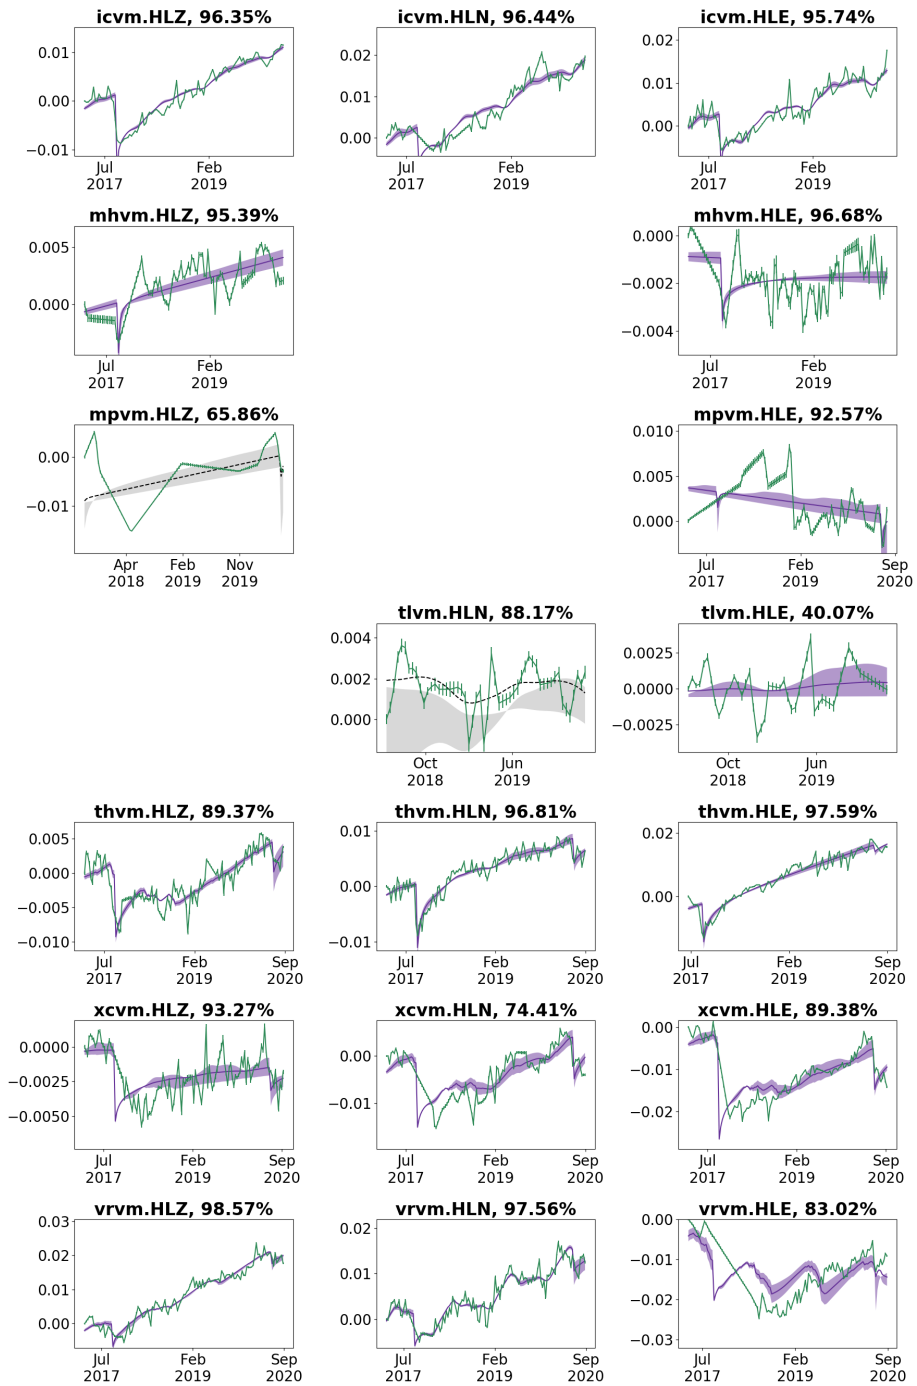 icvm.HLZ, 96.35%
0.01
0.00
−0.01
Jul
2017
Feb
2019
icvm.HLN, 96.44%
0.02
0.01
0.00
Jul
2017
Feb
2019
icvm.HLE, 95.74%
0.02
0.01
0.00
Jul
2017
Feb
2019
mhvm.HLZ, 95.39%
0.005
0.000
Jul
2017
Feb
2019
mhvm.HLE, 96.68%
0.000
−0.002
−0.004
Jul
2017
Feb
2019
mpvm.HLZ, 65.86%
0.00
−0.01
Apr
2018
Feb
2019
Nov
2019
mpvm.HLE, 92.57%
0.010
0.005
0.000
Jul
2017
Feb
2019
Sep
2020
tlvm.HLN, 88.17%
0.004
0.002
0.000
Oct
2018
Jun
2019
tlvm.HLE, 40.07%
0.0025
0.0000
−0.0025
Oct
2018
Jun
2019
thvm.HLZ, 89.37%
0.005
0.000
−0.005
−0.010
Jul
2017
Feb
2019
Sep
2020
thvm.HLN, 96.81%
0.01
0.00
−0.01
Jul
2017
Feb
2019
Sep
2020
thvm.HLE, 97.59%
0.02
0.00
Jul
2017
Feb
2019
Sep
2020
xcvm.HLZ, 93.27%
0.0000
−0.0025
−0.0050
Jul
2017
Feb
2019
Sep
2020
xcvm.HLN, 74.41%
0.00
−0.01
Jul
2017
Feb
2019
Sep
2020
xcvm.HLE, 89.38%
0.00
−0.01
−0.02
Jul
2017
Feb
2019
Sep
2020
vrvm.HLZ, 98.57%
0.03
0.02
0.01
0.00
Jul
2017
Feb
2019
Sep
2020
vrvm.HLN, 97.56%
0.02
0.01
0.00
Jul
2017
Feb
2019
Sep
2020
vrvm.HLE, 83.02%
0.00
−0.01
−0.02
−0.03
Jul
2017
Feb
2019
Sep
2020